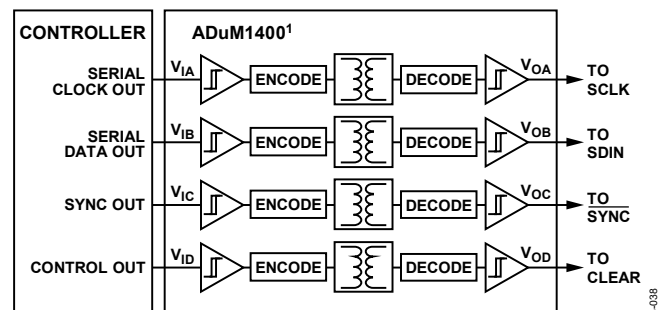 CONTROLLER
ADuM1400¹
SERIAL
CLOCK OUT
V_IA
ENCODE
DECODE
V_OA
TO
SCLK
SERIAL
DATA OUT
V_IB
ENCODE
DECODE
V_OB
TO
SDIN
SYNC OUT
V_IC
ENCODE
DECODE
V_OC
TO
S̅Y̅N̅C̅
CONTROL OUT
V_ID
ENCODE
DECODE
V_OD
TO
CLEAR
-038